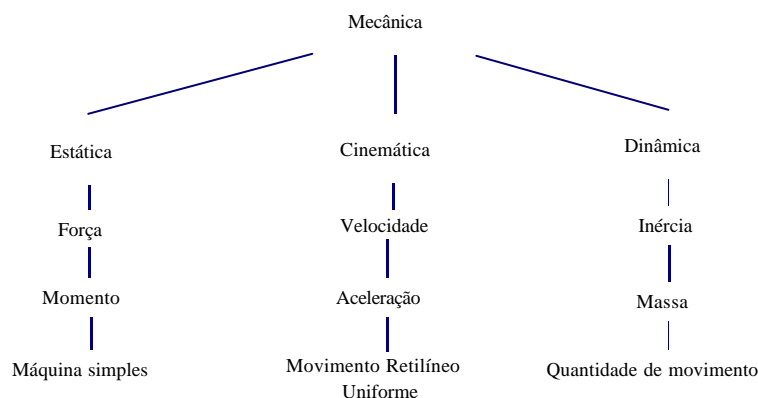 Mecânica
Estática
Cinemática
Dinâmica
Força
Velocidade
Inércia
Momento
Aceleração
Massa
Máquina simples
Movimento Retilíneo
Uniforme
Quantidade de movimento